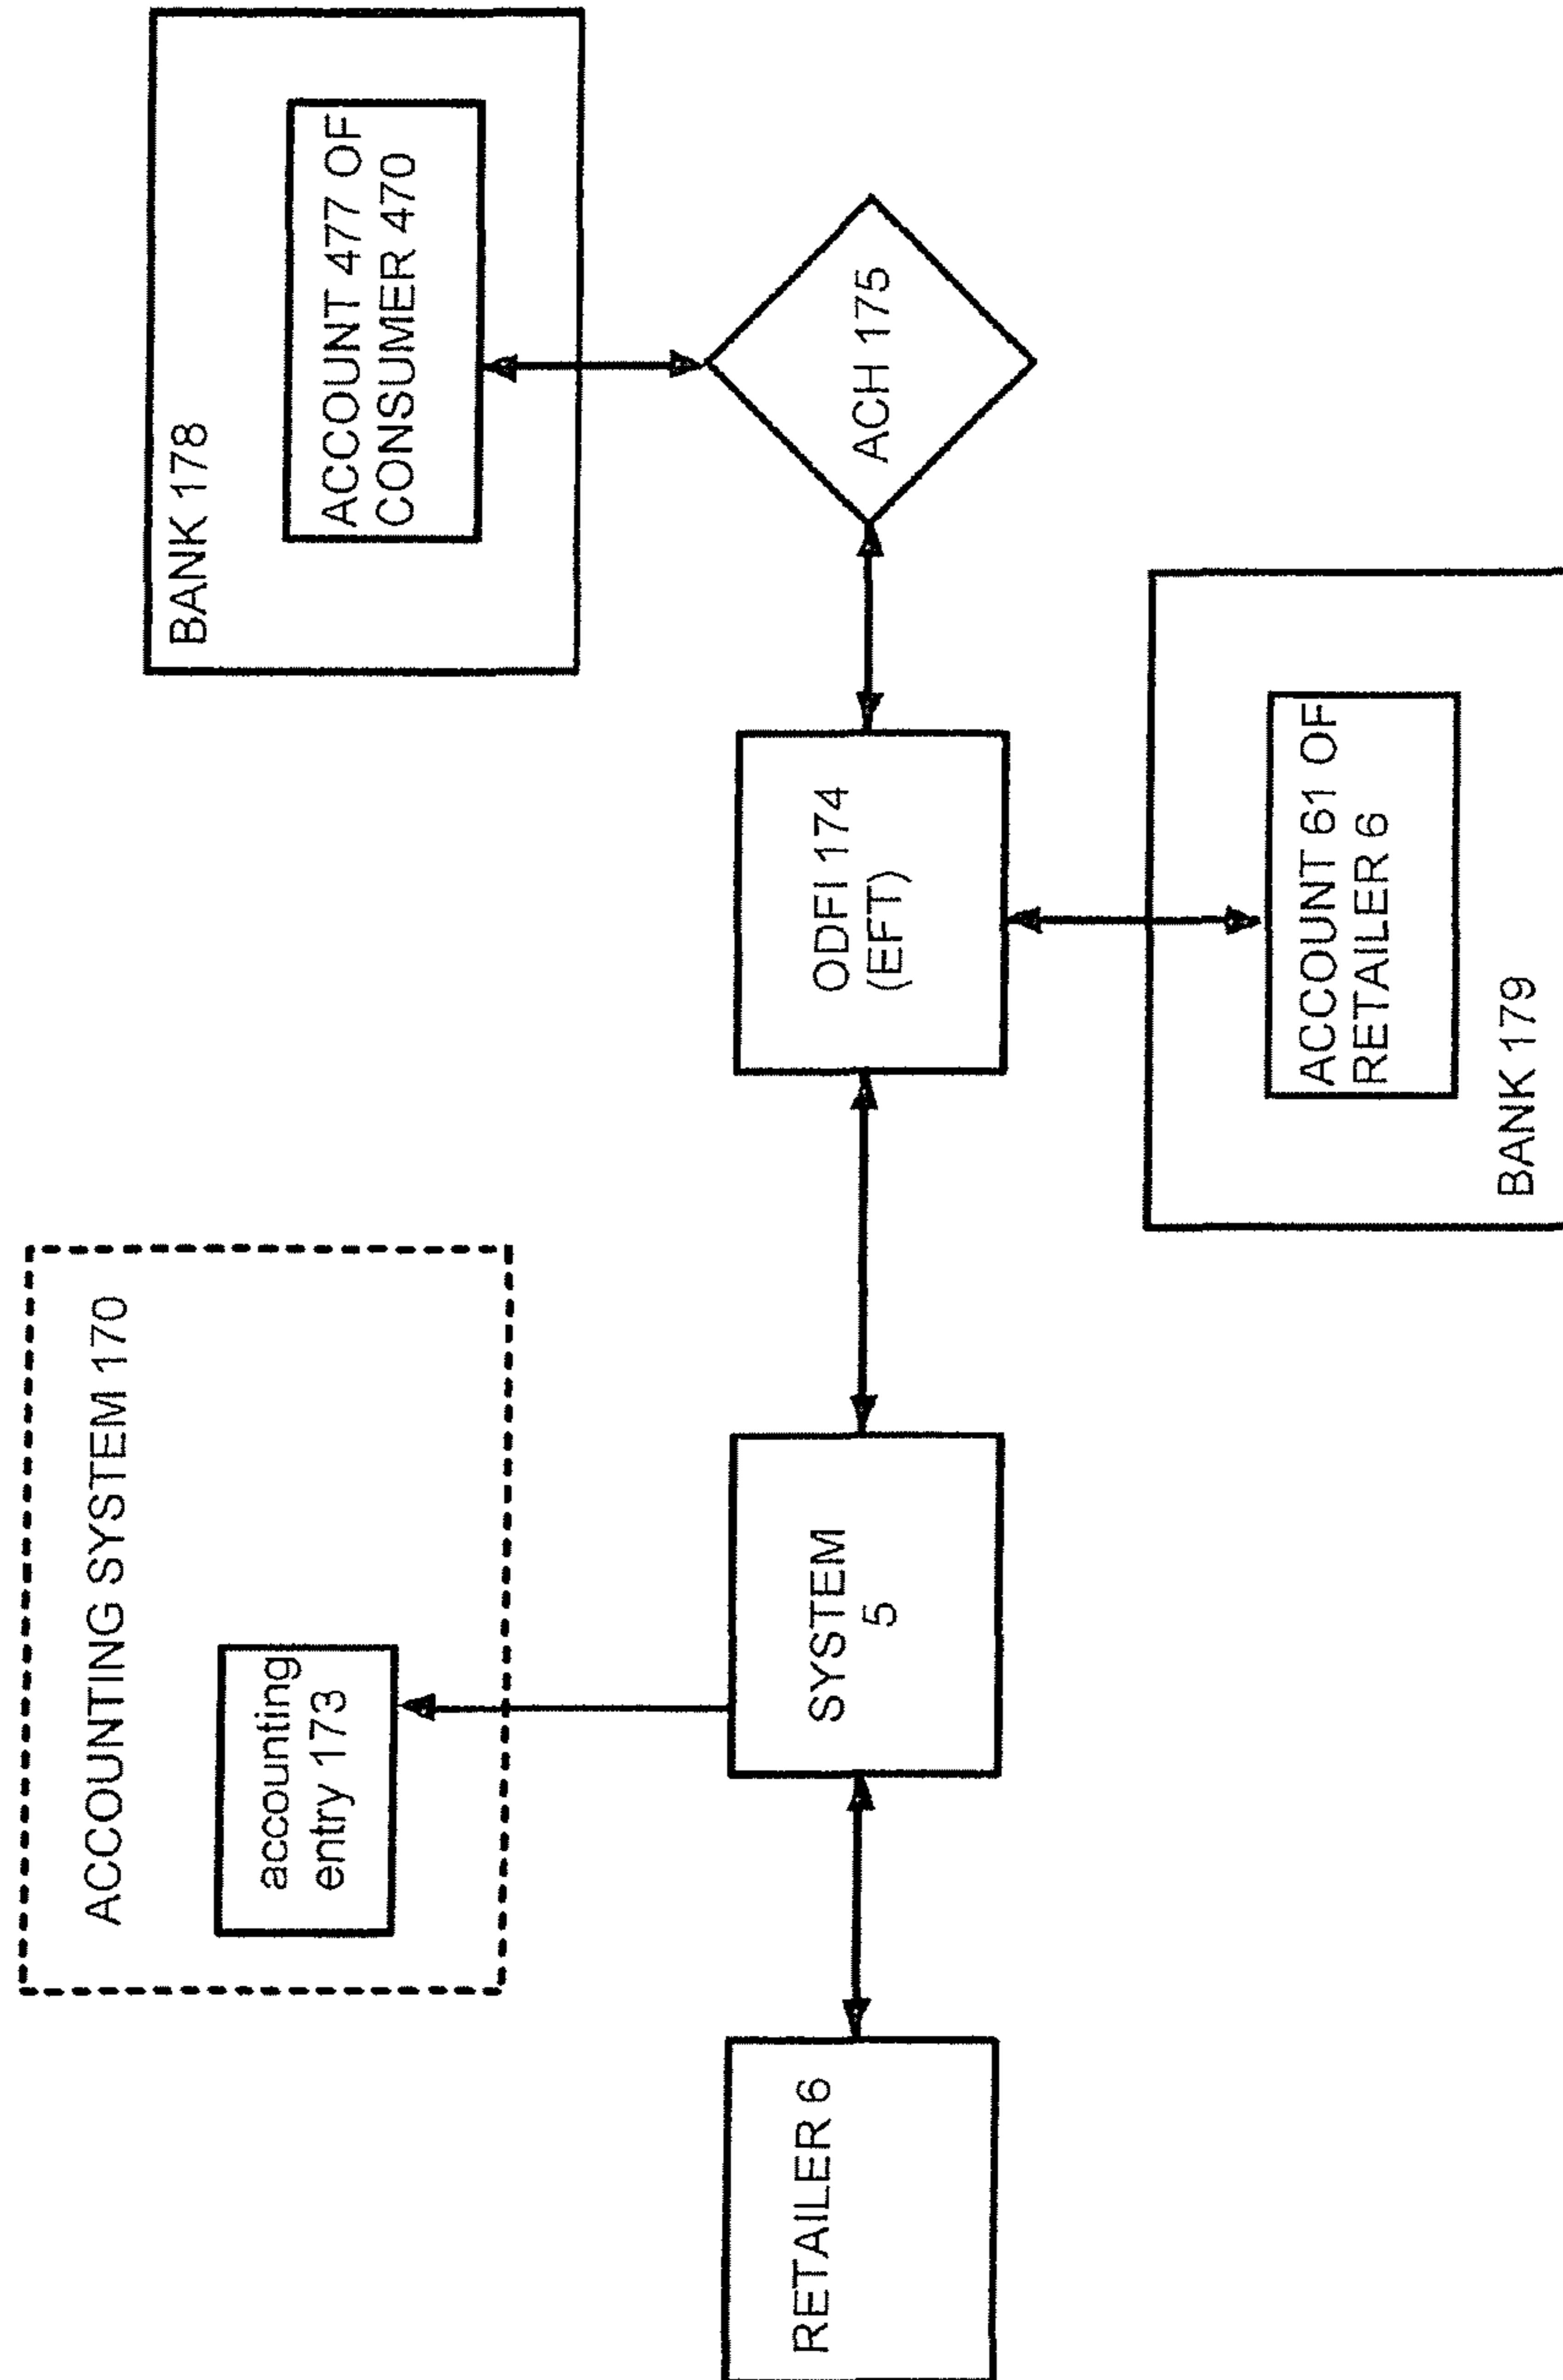 ACCOUNTING SYSTEM 170
accounting
entry 173
BANK 178
ACCOUNT 477 OF
CONSUMER 470
RETAILER 6
SYSTEM
5
ODFI 174
(EFT)
ACH 175
ACCOUNT 61 OF
RETAILER 6
BANK 179